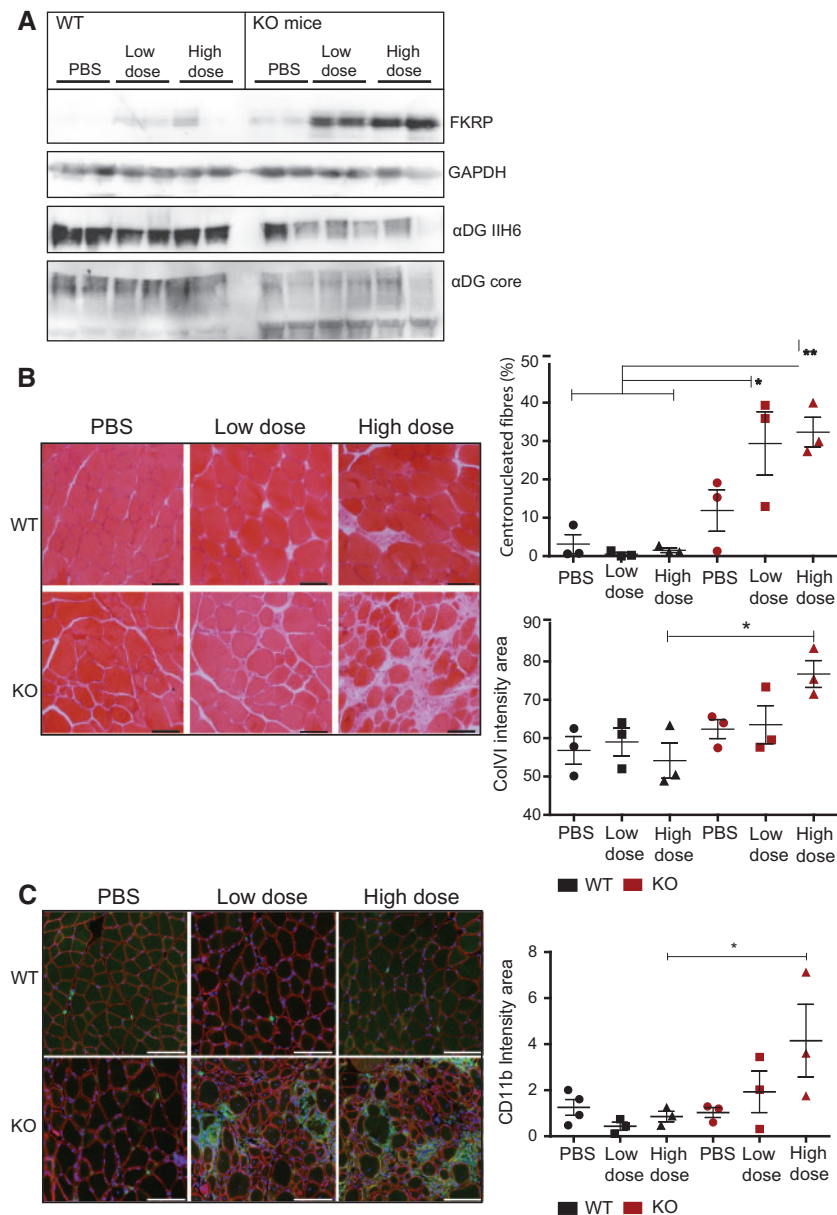 A
WT
KO mice
PBS
Low dose
High dose
PBS
Low dose
High dose
FKRP
GAPDH
αDG IIH6
αDG core
B
PBS
Low dose
High dose
WT
KO
Centronucleated fibres (%)
50
40
30
20
10
0
*
**
PBS
Low dose
High dose
PBS
Low dose
High dose
ColVI intensity area
90
80
70
60
50
40
*
PBS
Low dose
High dose
PBS
Low dose
High dose
WT KO
C
PBS
Low dose
High dose
WT
KO
CD11b Intensity area
8
6
4
2
0
*
PBS
Low dose
High dose
PBS
Low dose
High dose
WT KO